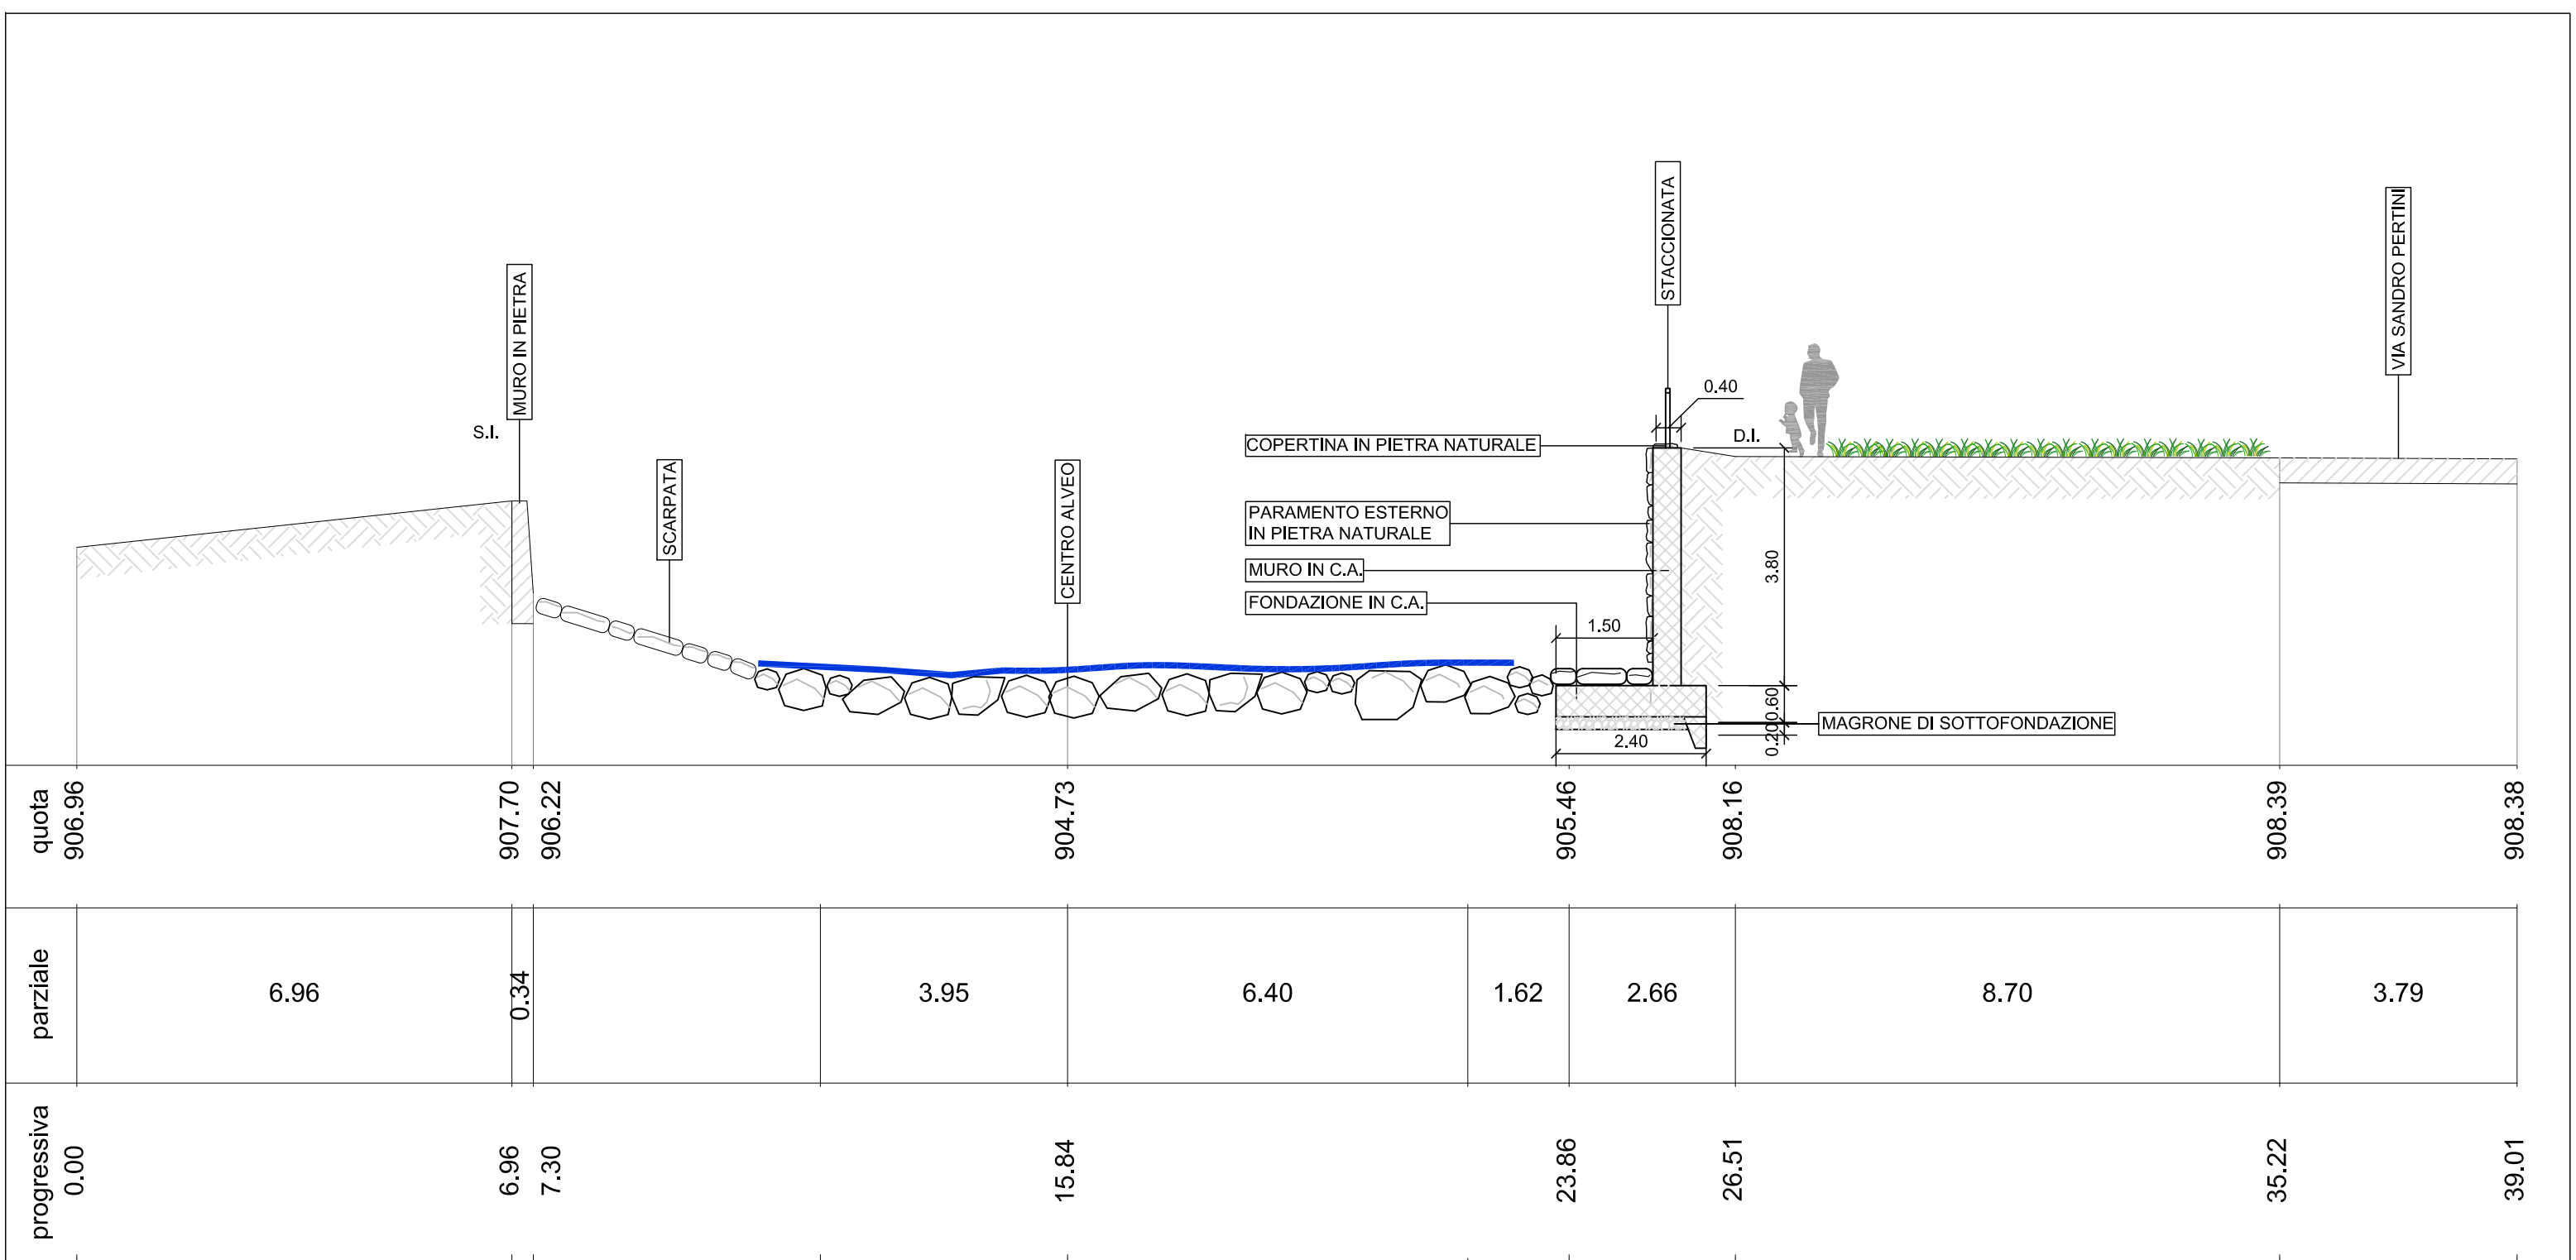 STACCIONATA
VIA SANDRO PERTINI
MURO IN PIETRA
0.40
S.I.
D.I.
COPERTINA IN PIETRA NATURALE
SCARPATA
CENTRO ALVEO
PARAMENTO ESTERNO
IN PIETRA NATURALE
MURO IN C.A.
3.80
FONDAZIONE IN C.A.
1.50
0.60
MAGRONE DI SOTTOFONDAZIONE
0.20
2.40
quota
906.96
907.70
906.22
904.73
905.46
908.16
908.39
908.38
parziale
6.96
0.34
3.95
6.40
1.62
2.66
8.70
3.79
progressiva
0.00
6.96
7.30
15.84
23.86
26.51
35.22
39.01